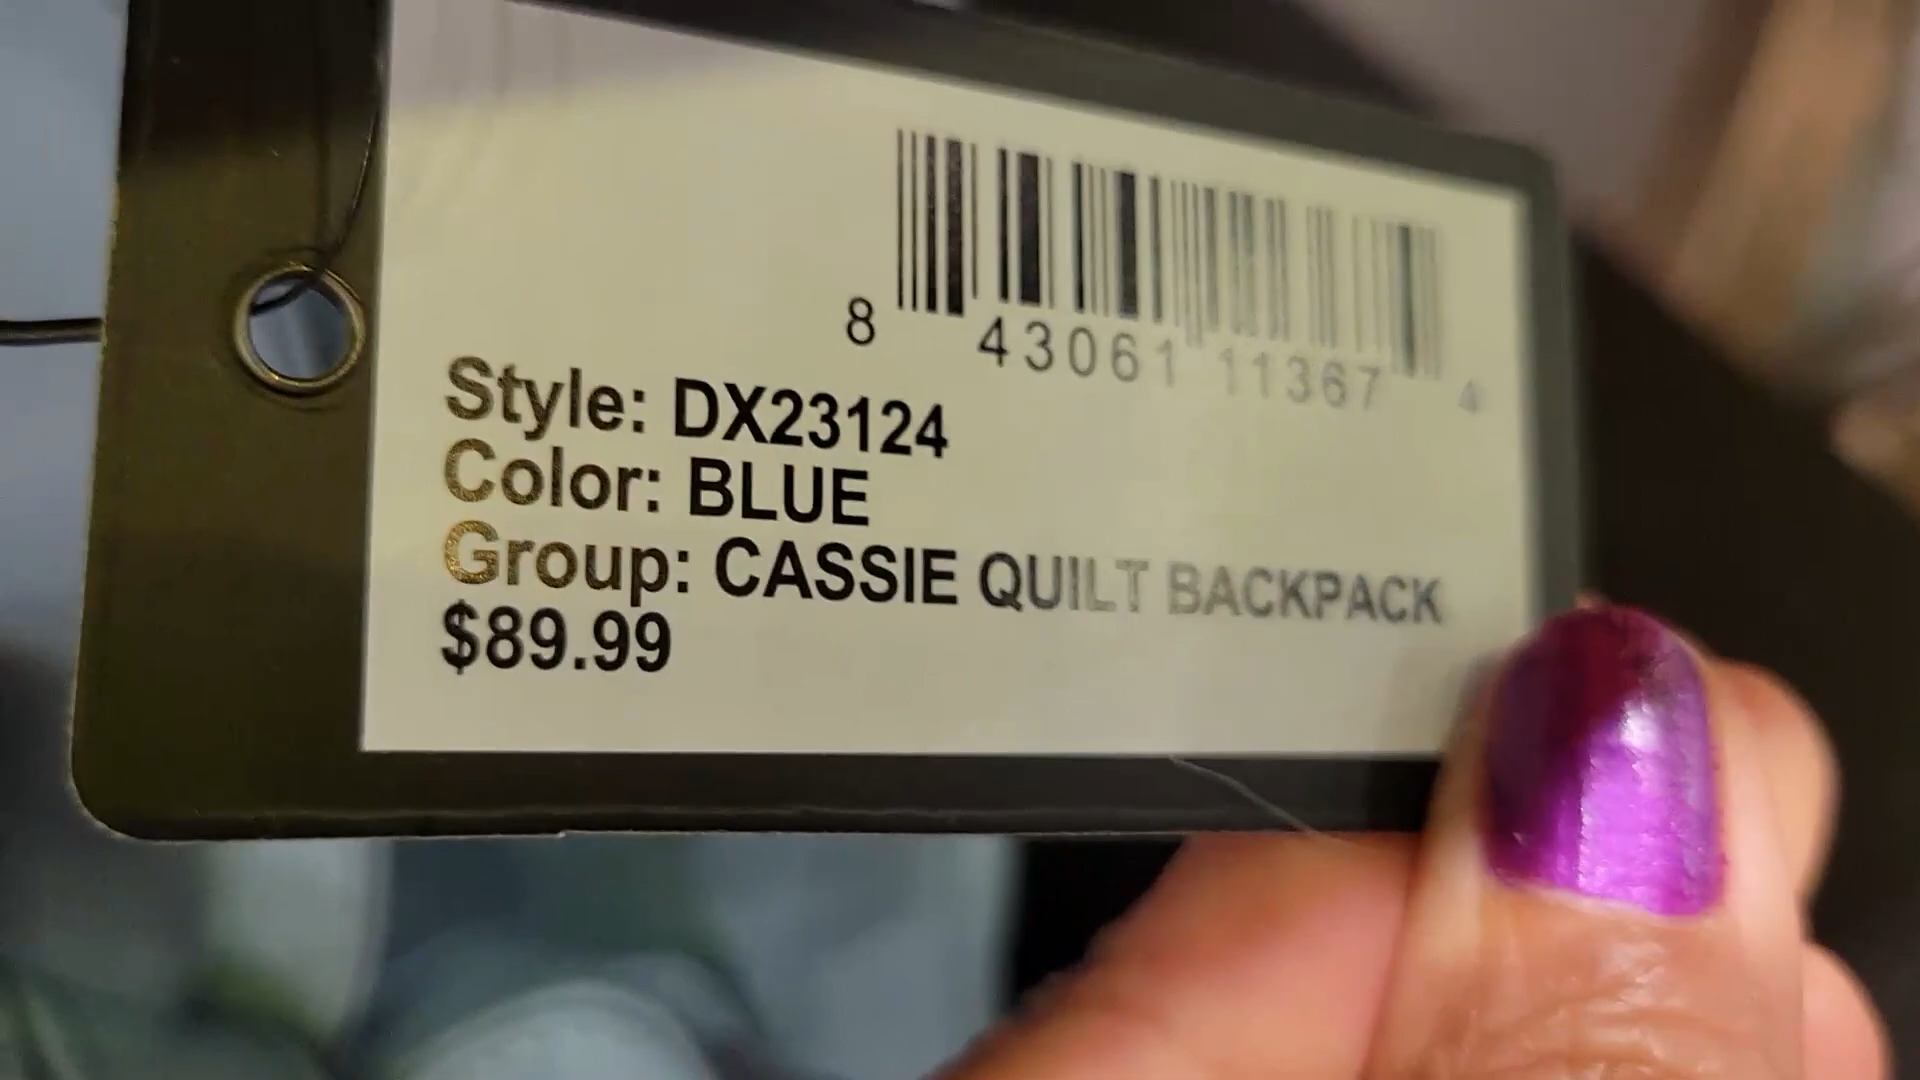 8 43061 11367 4
Style: DX23124
Color: BLUE
Group: CASSIE QUILT BACKPACK
$89.99